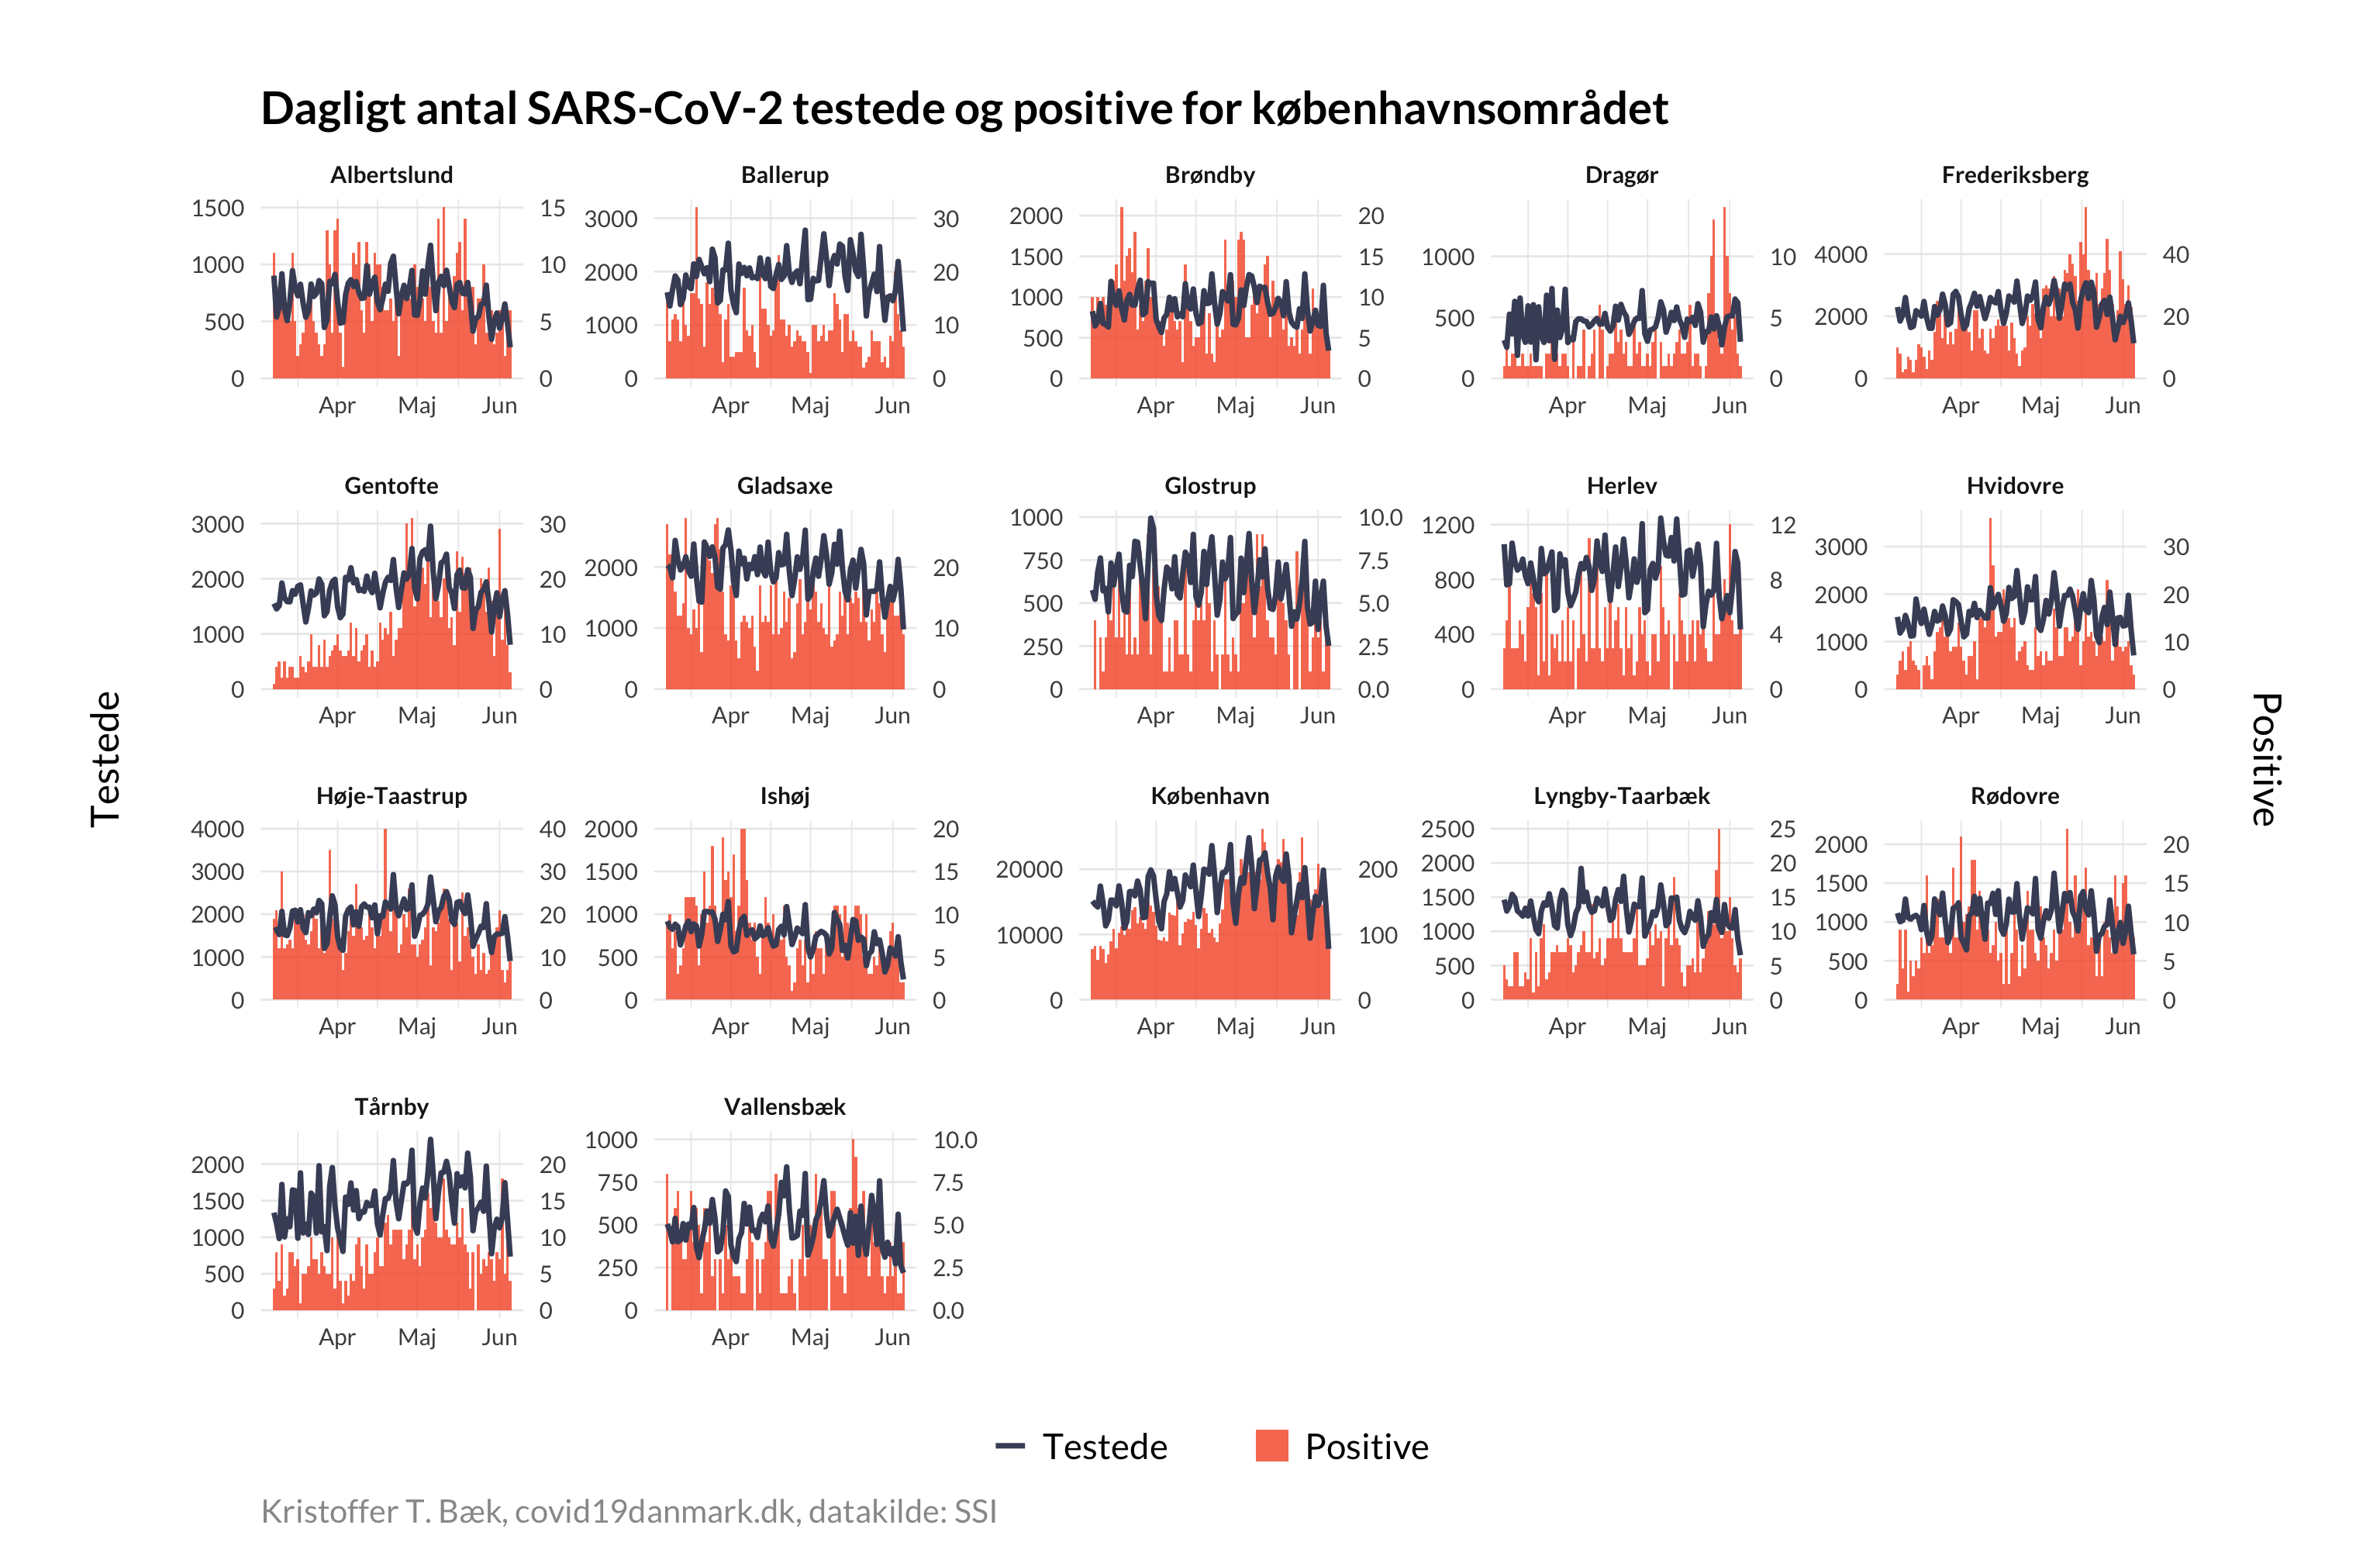 Dagligt antal SARS-CoV-2 testede og positive for københavnsområdet
Albertslund Ballerup Brøndby Dragør Frederiksberg
1500 15 3000 30 2000 20 1000 10 4000 40
1000 10 2000 20 1500 15 500 5 2000 20
500 5 1000 10 1000 10 0 0 0 0
0 0 0 0 500 5
0 0
Apr Maj Jun Apr Maj Jun Apr Maj Jun Apr Maj Jun Apr Maj Jun
Gentofte Gladsaxe Glostrup Herlev Hvidovre
3000 30 2000 20 1000 10.0 1200 12 3000 30
2000 20 1000 10 750 7.5 800 8 2000 20
1000 10 0 0 500 5.0 400 4 1000 10
0 0 250 2.5 0 0 0 0
0 0.0
Apr Maj Jun Apr Maj Jun Apr Maj Jun Apr Maj Jun Apr Maj Jun
Testede
Positive
Høje-Taastrup Ishøj København Lyngby-Taarbæk Rødovre
4000 40 2000 20 20000 200 2500 25 2000 20
3000 30 1500 15 10000 100 2000 20 1500 15
2000 20 1000 10 0 0 1500 15 1000 10
1000 10 500 5 1000 10 500 5
0 0 0 0 500 5 0 0
0 0
Apr Maj Jun Apr Maj Jun Apr Maj Jun Apr Maj Jun Apr Maj Jun
Tårnby Vallensbæk
2000 20 1000 10.0
1500 15 750 7.5
1000 10 500 5.0
500 5 250 2.5
0 0 0 0.0
Apr Maj Jun Apr Maj Jun
Testede Positive
Kristoffer T. Bæk, covid19danmark.dk, datakilde: SSI